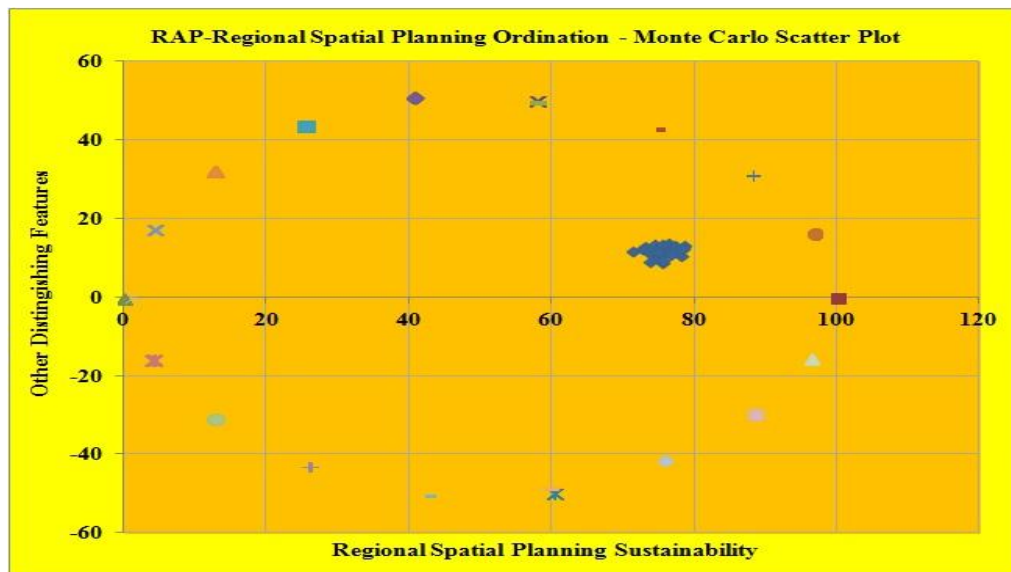 RAP-Regional Spatial Planning Ordination - Monte Carlo Scatter Plot
60
40
20
0
-20
-40
-60
0 20 40 60 80 100 120
Other Distingishing Features
Regional Spatial Planning Sustainability